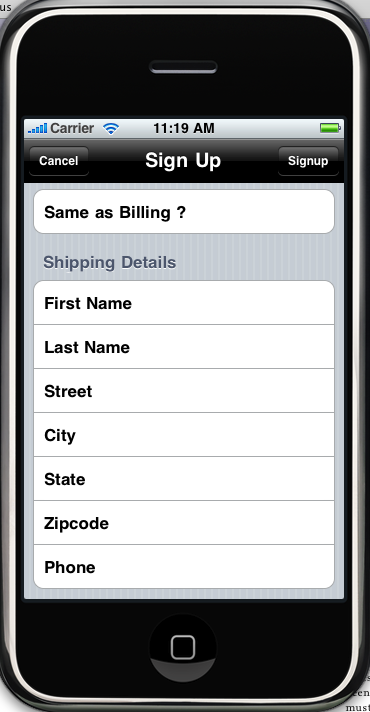 us
Carrier 11:19 AM
Cancel Sign Up Signup
Same as Billing ?
Shipping Details
First Name
Last Name
Street
City
State
Zipcode
Phone
must